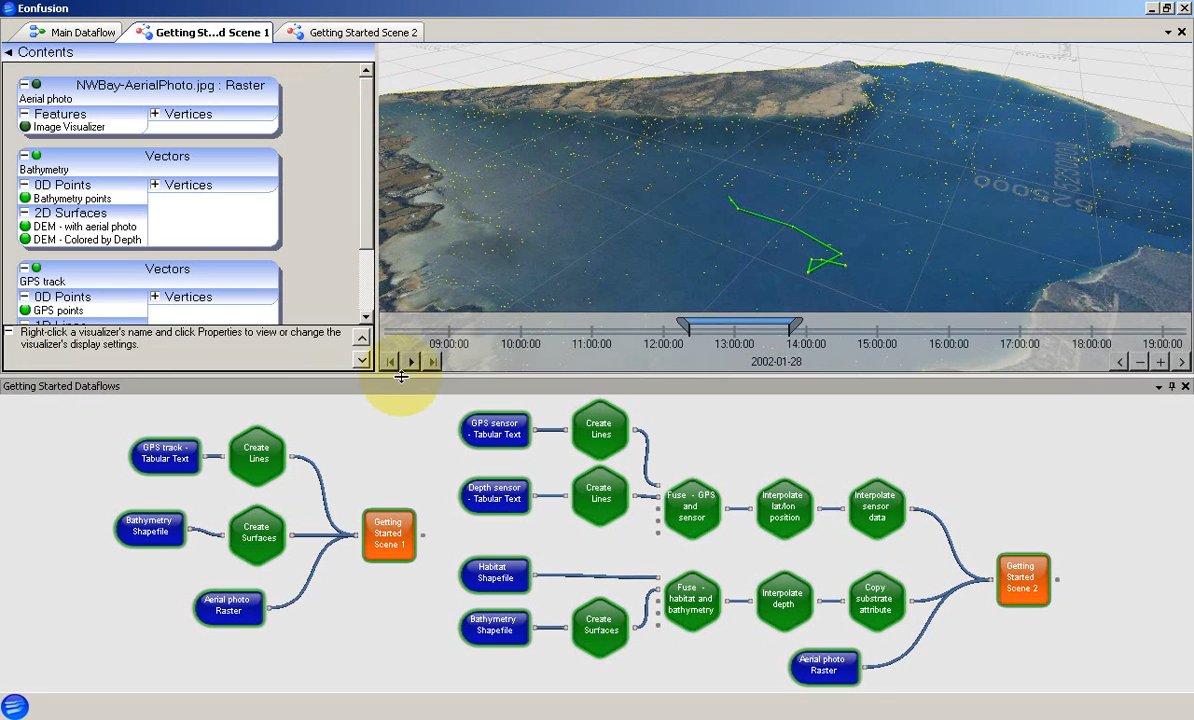 Eonfusion
Main Dataflow
Getting St...d Scene 1
Getting Started Scene 2
Contents
NWBay-AerialPhoto.jpg : Raster
Aerial photo
Features
Vertices
Image Visualizer
Vectors
Bathymetry
0D Points
Vertices
Bathymetry points
2D Surfaces
DEM - with aerial photo
DEM - Colored by Depth
Vectors
GPS track
0D Points
Vertices
GPS points
Right-click a visualizer's name and click Properties to view or change the
visualizer's display settings.
09:00:00
10:00:00
11:00:00
12:00:00
13:00:00
14:00:00
15:00:00
16:00:00
17:00:00
18:00:00
19:00:00
2002-01-28
Getting Started Dataflows
GPS track -
Tabular Text
Create
Lines
Bathymetry
Shapefile
Create
Surfaces
Aerial photo
Raster
Getting
Started
Scene 1
GPS sensor
- Tabular Text
Create
Lines
Depth sensor
- Tabular Text
Create
Lines
Fuse - GPS
and
sensor
Interpolate
lat/lon
position
Interpolate
sensor
data
Habitat
Shapefile
Bathymetry
Shapefile
Create
Surfaces
Fuse -
habitat and
bathymetry
Interpolate
depth
Copy
substrate
attribute
Aerial photo
Raster
Getting
Started
Scene 2